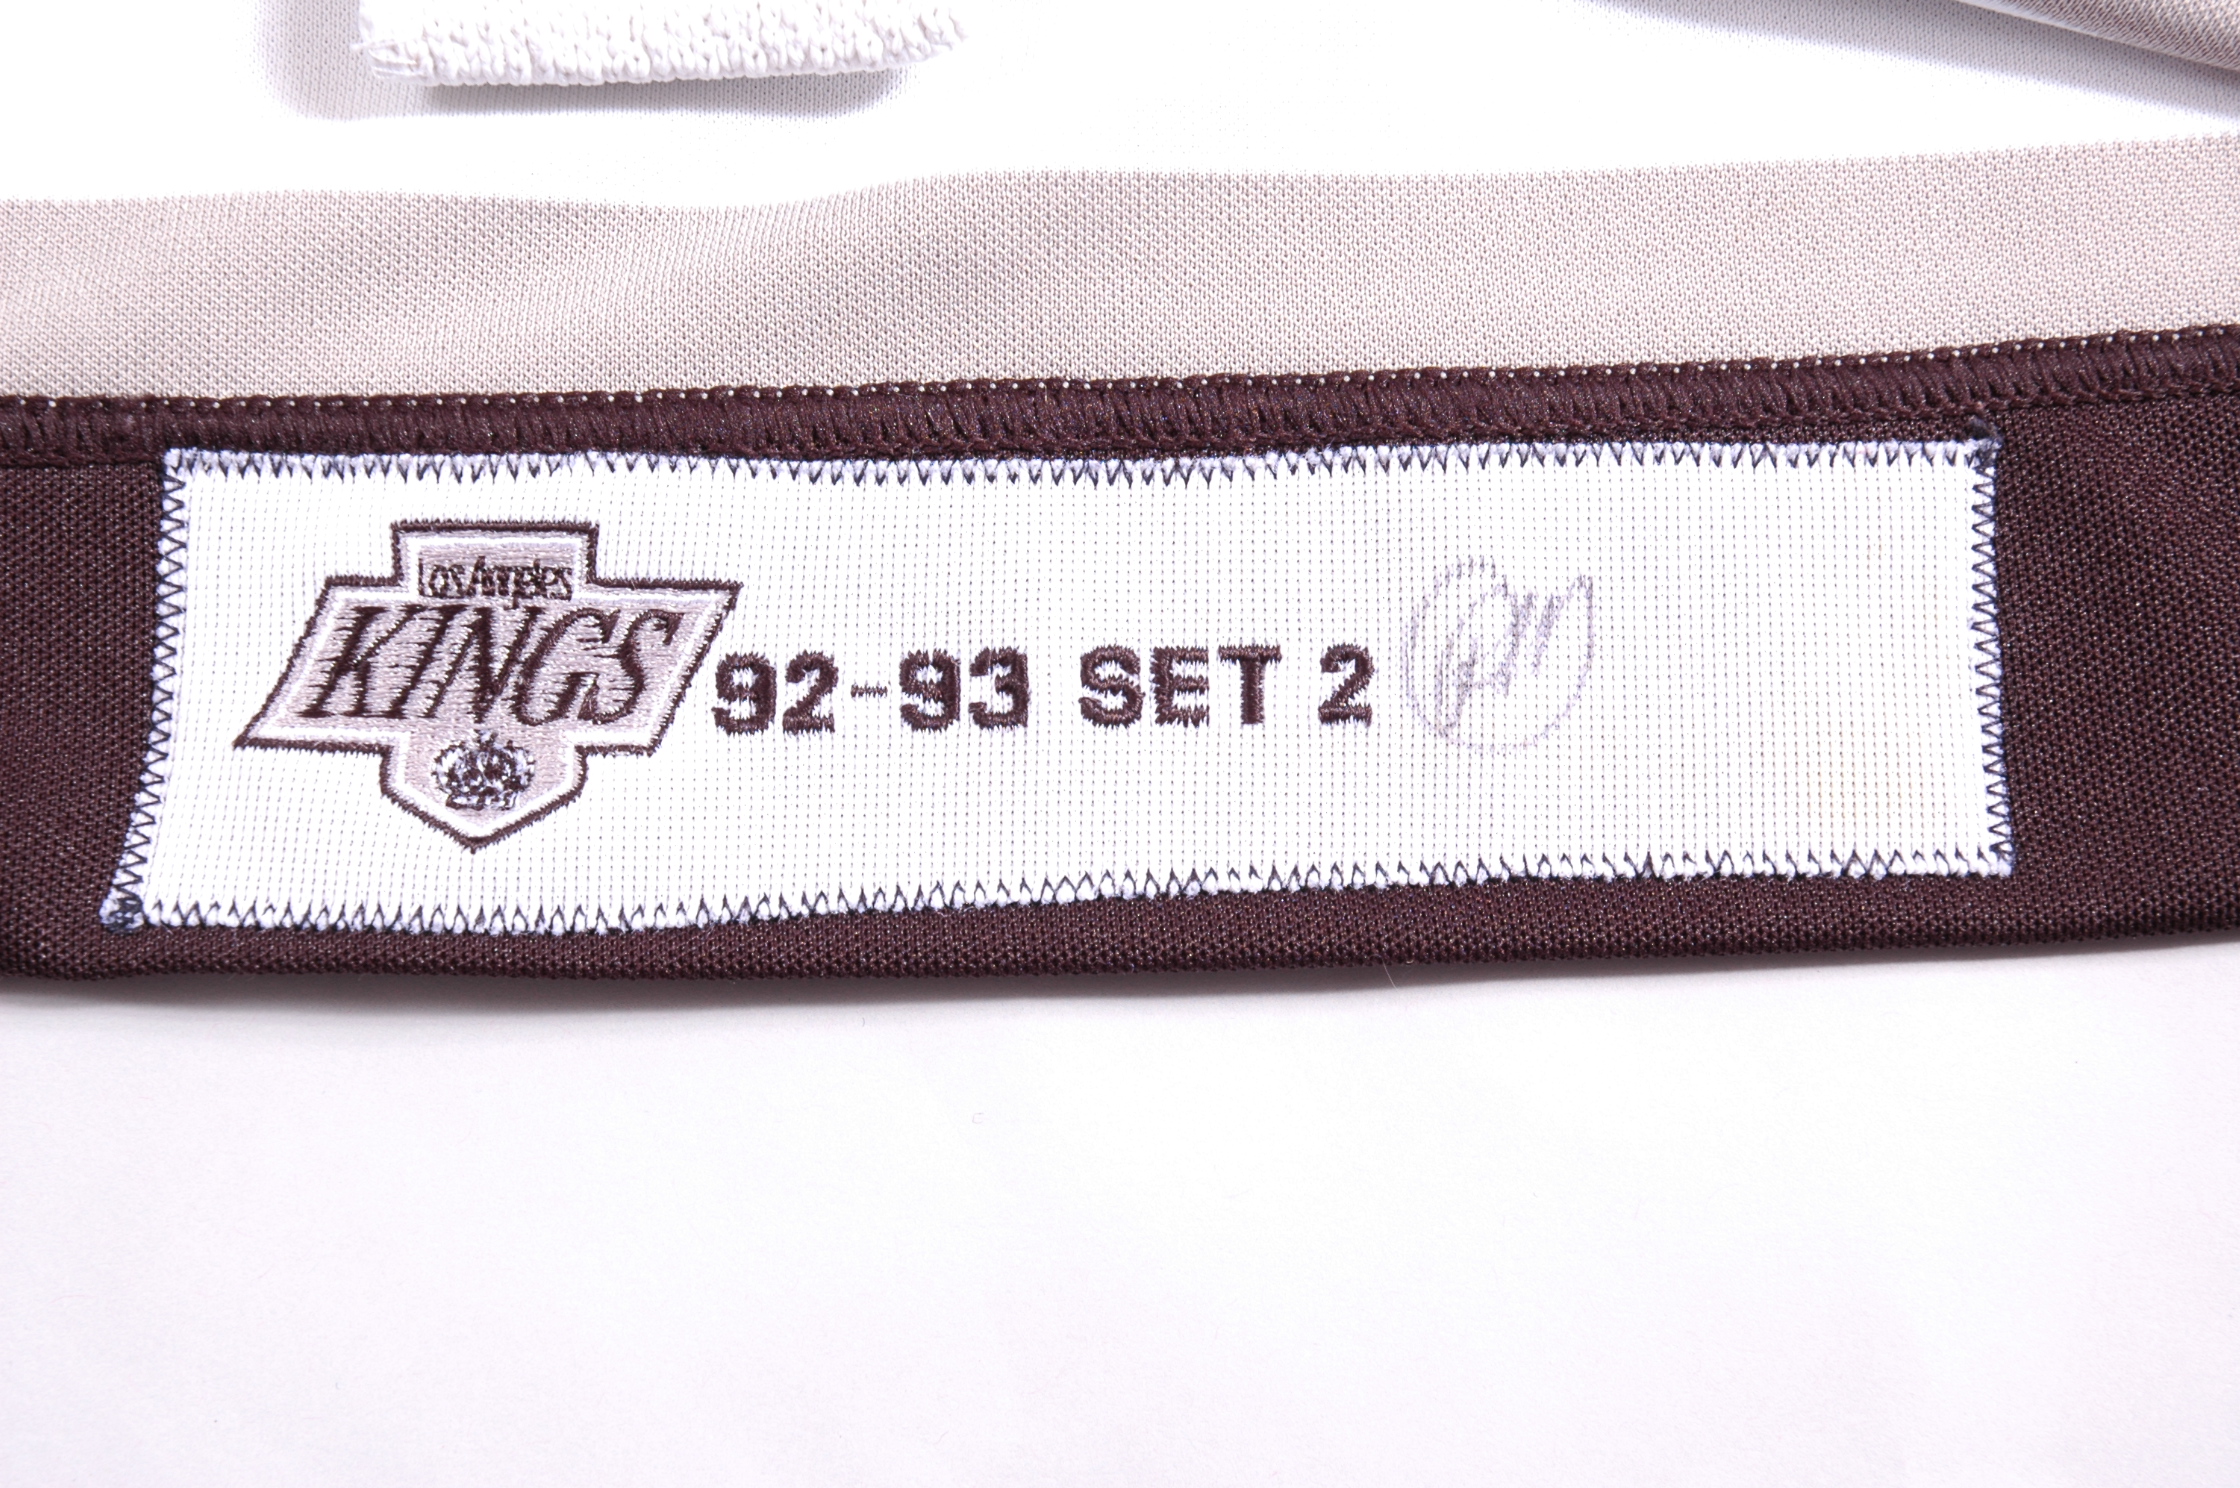 Los Angeles
KINGS
92-93 SET 2